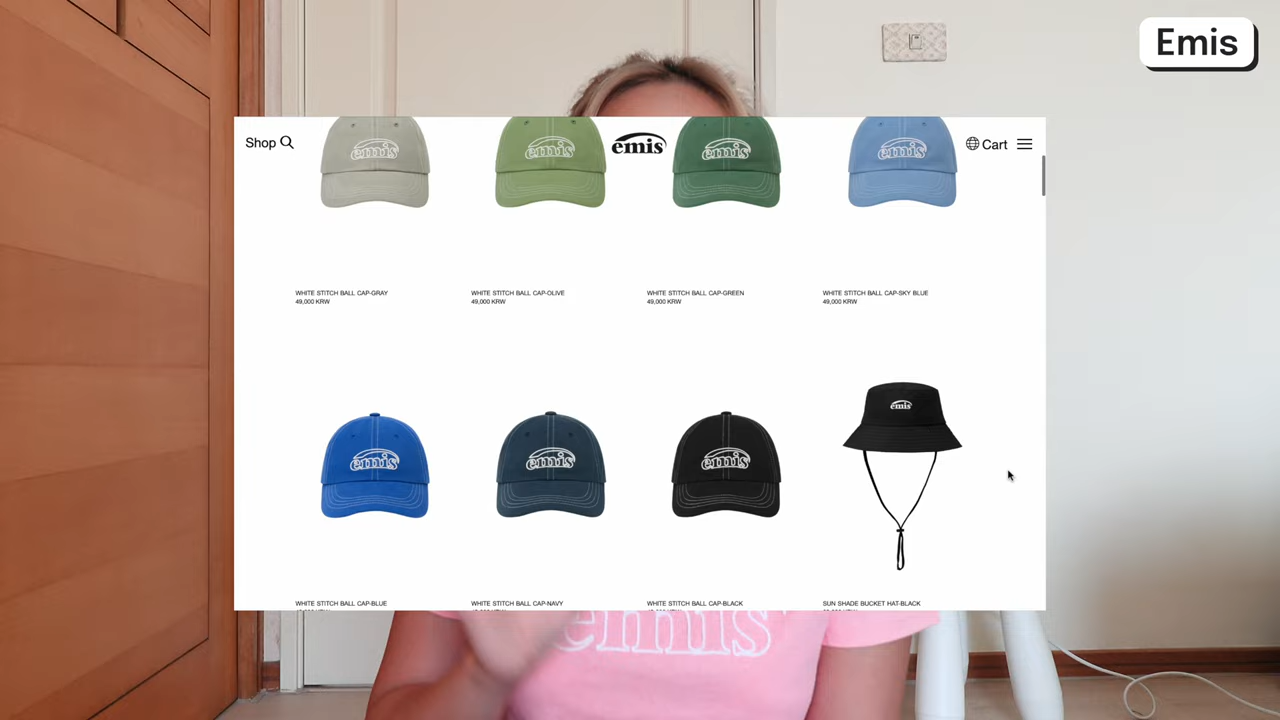 Emis
Shop
emis
Cart
emis
emis
emis
emis
WHITE STITCH BALL CAP-GRAY
49,000 KRW
WHITE STITCH BALL CAP-OLIVE
49,000 KRW
WHITE STITCH BALL CAP-GREEN
49,000 KRW
WHITE STITCH BALL CAP-SKY BLUE
49,000 KRW
emis
emis
emis
emis
WHITE STITCH BALL CAP-BLUE
WHITE STITCH BALL CAP-NAVY
WHITE STITCH BALL CAP-BLACK
SUN SHADE BUCKET HAT-BLACK
emis